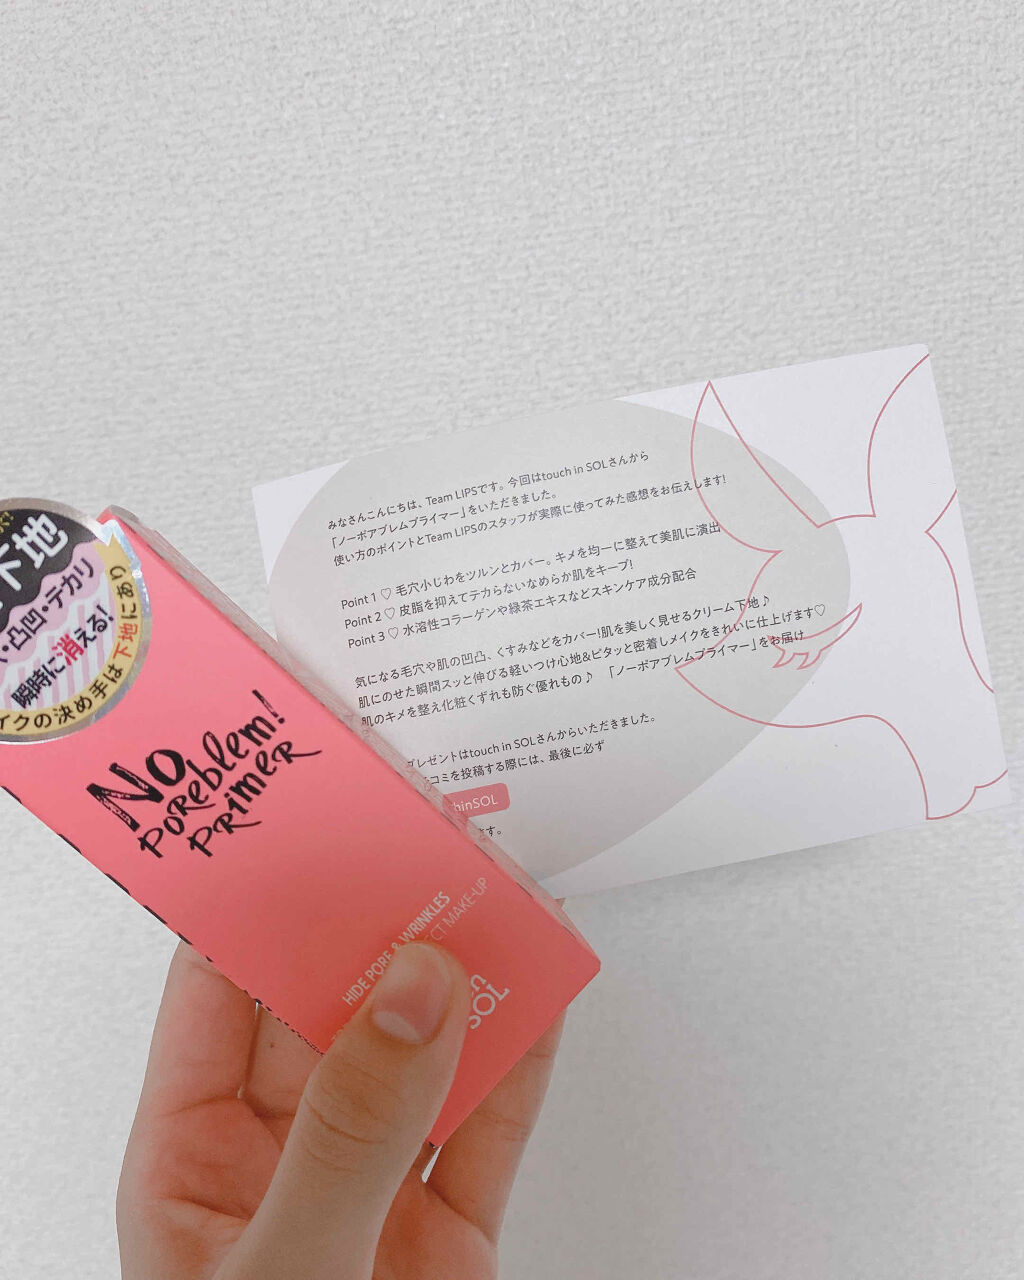 下地
凸凹・テカリ
瞬時に消える!
イクの決め手は下地にあり
No
POREblem!
PRIMER
HIDE PORE & WRINKLES
MAKE-UP
SOL
みなさんこんにちは、Team LIPSです。今回はtouch in SOLさんから
「ノーポアブレムプライマー」をいただきました。
使い方のポイントとTeam LIPSのスタッフが実際に使ってみた感想をお伝えします!
Point 1 ♡ 毛穴小じわをツルンとカバー。キメを均一に整えて美肌に演出
Point 2 ♡ 皮脂を抑えてテカらないなめらか肌をキープ!
Point 3 ♡ 水溶性コラーゲンや緑茶エキスなどスキンケア成分配合
気になる毛穴や肌の凹凸、くすみなどをカバー!肌を美しく見せるクリーム下地♪
肌にのせた瞬間スッと伸びる軽いつけ心地&ピタッと密着しメイクをきれいに仕上げます♡
肌のキメを整え化粧くずれも防ぐ優れもの♪ 「ノーポアブレムプライマー」をお届け
プレゼントはtouch in SOLさんからいただきました。
コミを投稿する際には、最後に必ず
hinSOL
ます。